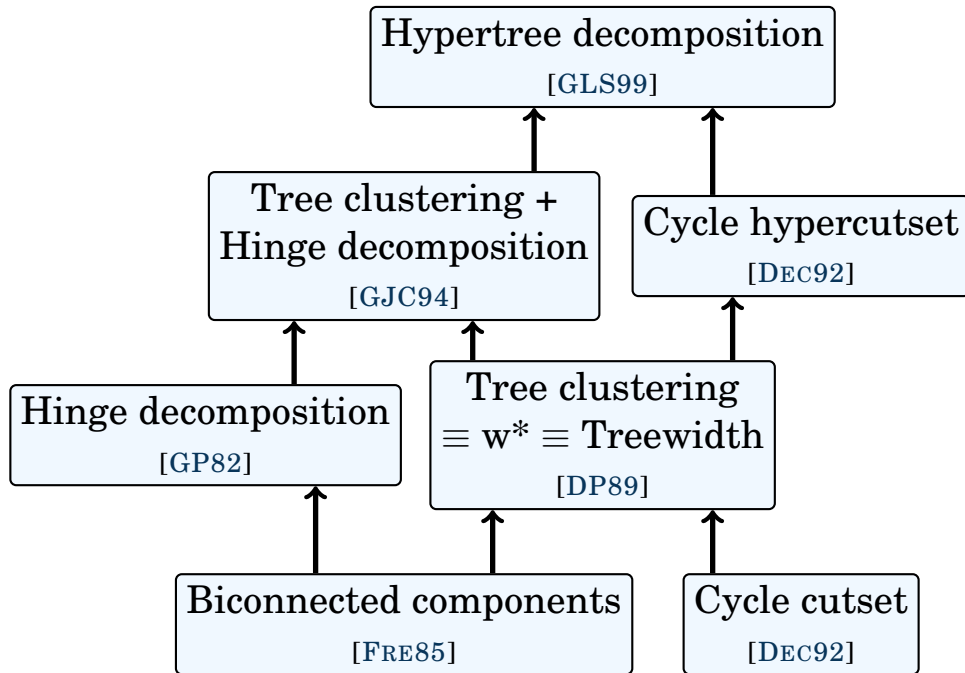 Hypertree decomposition
[GLS99]
Tree clustering +
Hinge decomposition
[GJC94]
Cycle hypercutset
[DEC92]
Hinge decomposition
[GP82]
Tree clustering
≡ w* ≡ Treewidth
[DP89]
Biconnected components
[FRE85]
Cycle cutset
[DEC92]